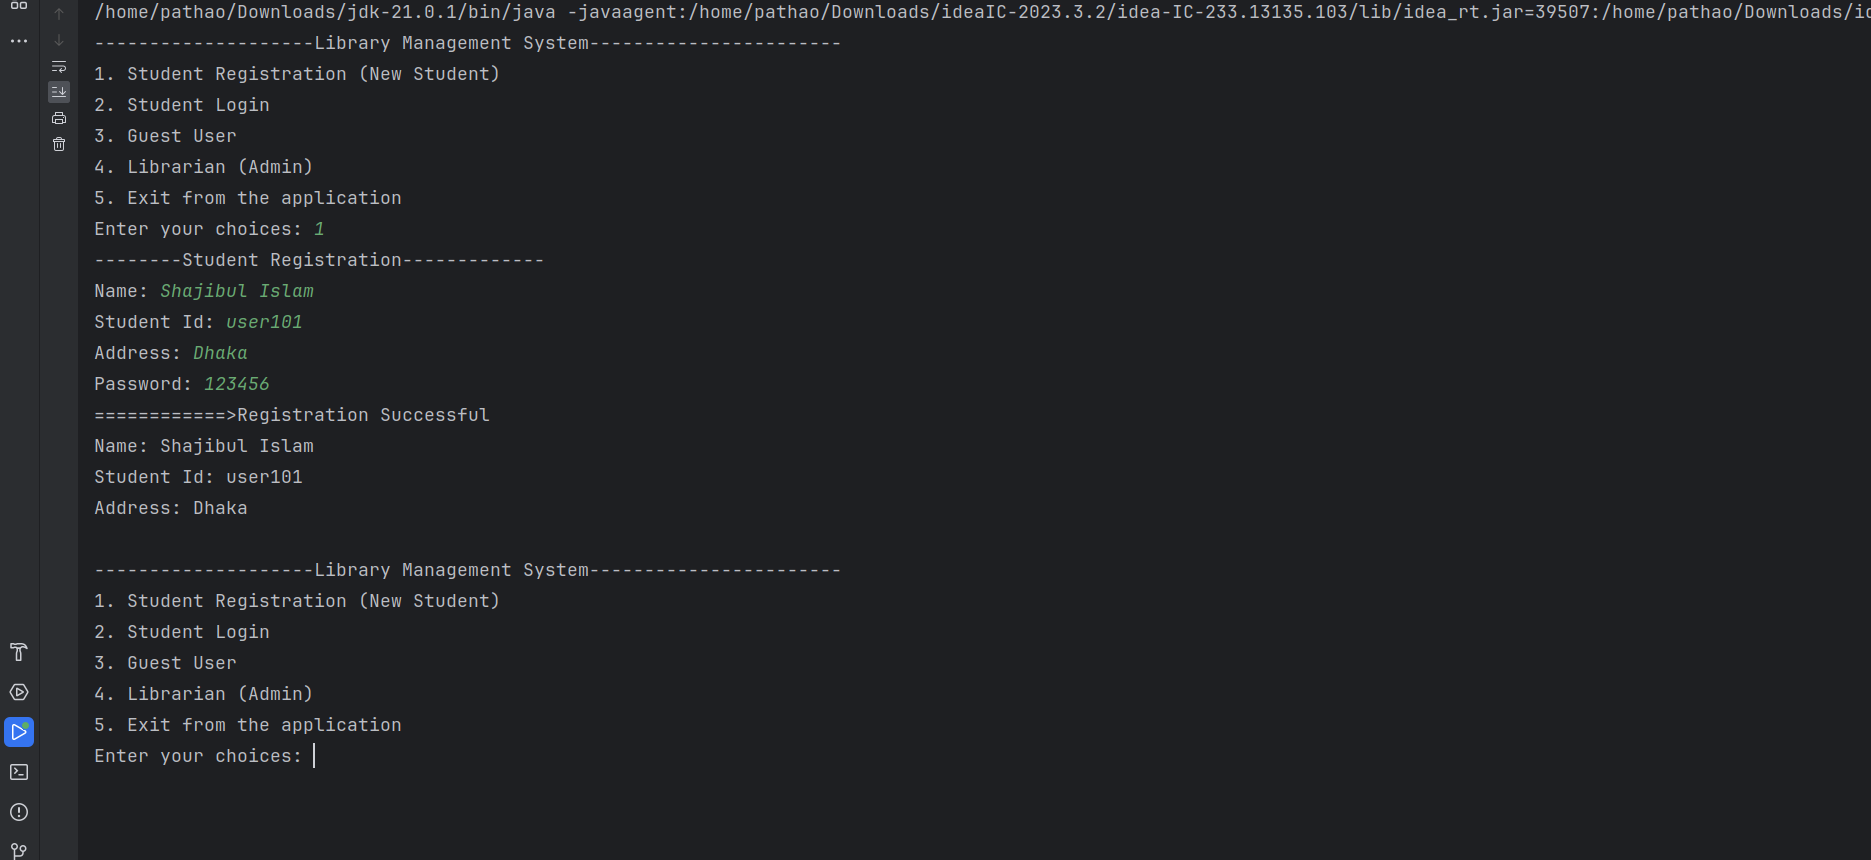 /home/pathao/Downloads/jdk-21.0.1/bin/java -javaagent:/home/pathao/Downloads/ideaIC-2023.3.2/idea-IC-233.13135.103/lib/idea_rt.jar=39507:/home/pathao/Downloads/id
--------------------Library Management System-----------------------
1. Student Registration (New Student)
2. Student Login
3. Guest User
4. Librarian (Admin)
5. Exit from the application
Enter your choices: 1
--------Student Registration-------------
Name: Shajibul Islam
Student Id: user101
Address: Dhaka
Password: 123456
============>Registration Successful
Name: Shajibul Islam
Student Id: user101
Address: Dhaka
--------------------Library Management System-----------------------
1. Student Registration (New Student)
2. Student Login
3. Guest User
4. Librarian (Admin)
5. Exit from the application
Enter your choices: